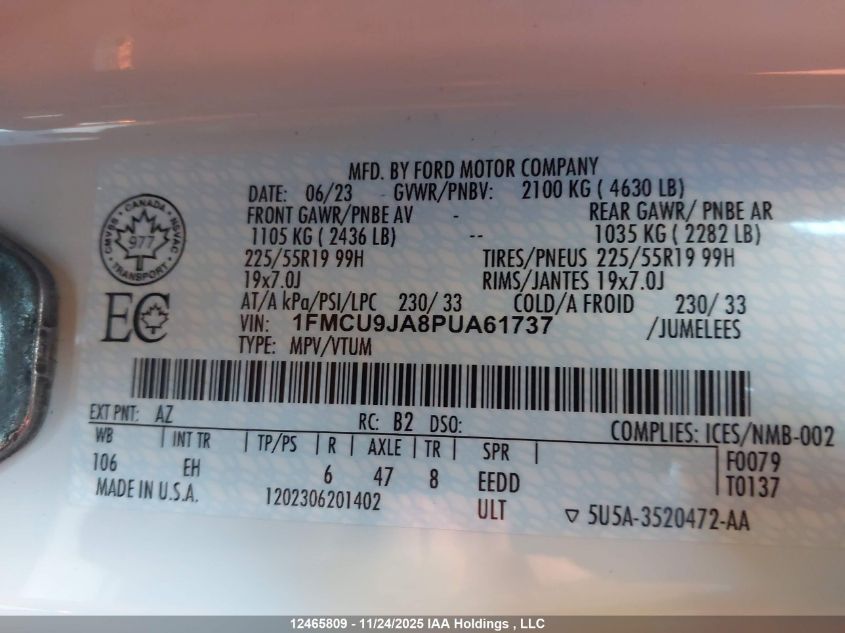 MFD. BY FORD MOTOR COMPANY
DATE: 06/23 - GVWR/PNBV: 2100 KG ( 4630 LB)
FRONT GAWR/PNBE AV - REAR GAWR/ PNBE AR
1105 KG ( 2436 LB) -- 1035 KG ( 2282 LB)
225/55R19 99H TIRES/PNEUS 225/55R19 99H
19x7.0J RIMS/JANTES 19x7.0J
AT/A kPa/PSI/LPC 230/ 33 COLD/A FROID 230/ 33
VIN: 1FMCU9JA8PUA61737 /JUMELEES
TYPE: MPV/VTUM
CANADA
CMVSS NSVAC
977
TRANSPORT
EC
EXT PNT: AZ RC: B2 DSO: COMPLIES: ICES/NMB-002
WB | INT TR | TP/PS | R | AXLE | TR | SPR | F0079
106 EH 6 47 8 EEDD T0137
MADE IN U.S.A. 1202306201402 ULT ▽ 5U5A-3520472-AA
12465809 - 11/24/2025 IAA Holdings , LLC